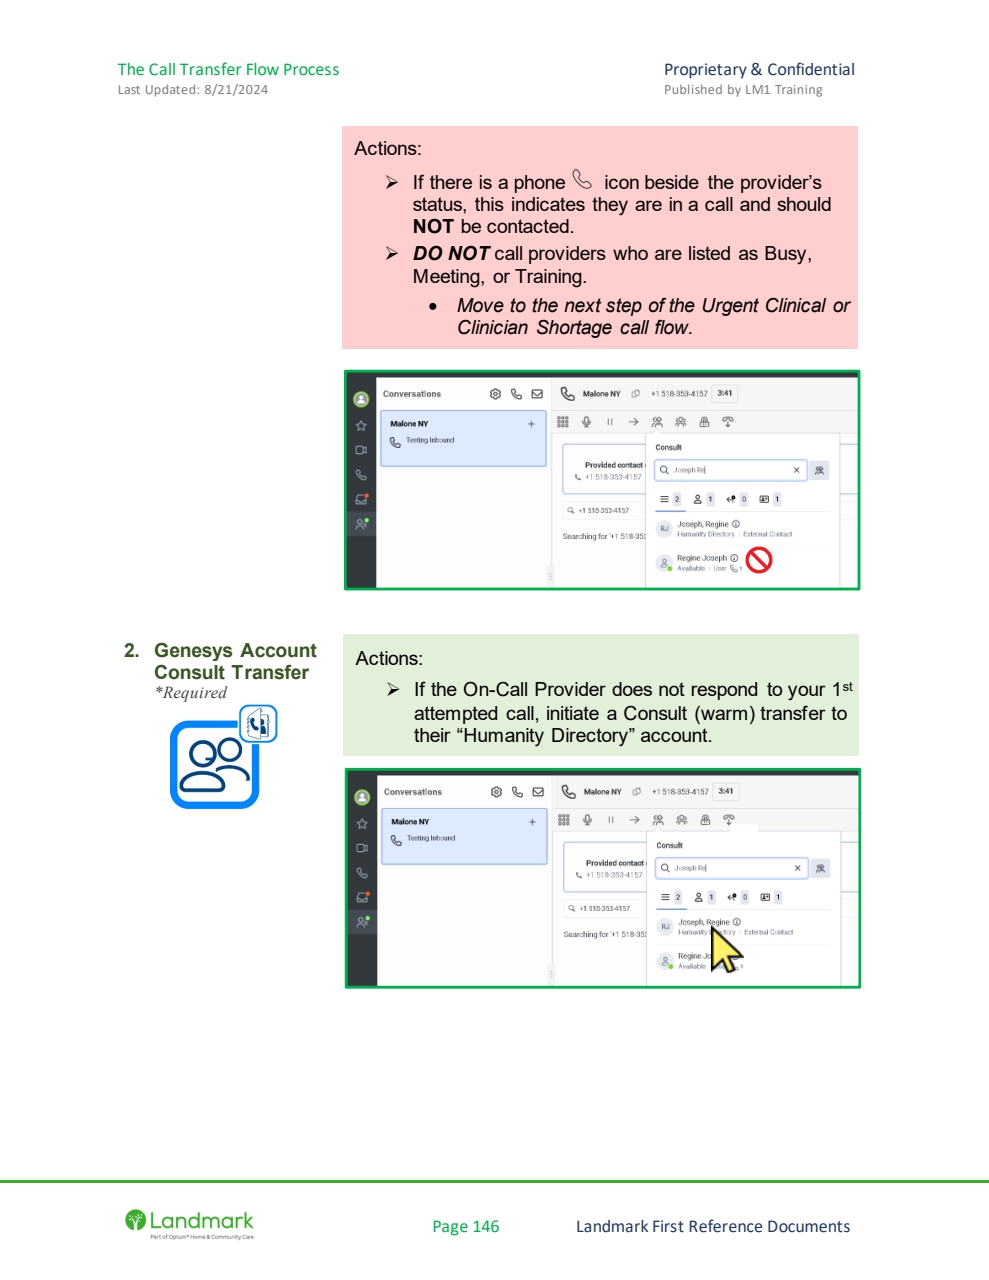 The Call Transfer Flow Process
Proprietary & Confidential
Last Updated: 8/21/2024
Published by LM1 Training
Actions:
➢ If there is a phone icon beside the provider’s
status, this indicates they are in a call and should
NOT be contacted.
➢ DO NOT call providers who are listed as Busy,
Meeting, or Training.
• Move to the next step of the Urgent Clinical or
Clinician Shortage call flow.
Conversations
Malone NY +1 518-353-4157 3:41
Malone NY
Testing Inbound
Consult
Provided contact
+1 518-353-4157
Joseph Re
2 1 0 1
+1 518-353-4157
Searching for '+1 518-35
RJ Joseph, Regine
Humanity Directory External Contact
Regine Joseph
Available User 1
2. Genesys Account
Consult Transfer
*Required
Actions:
➢ If the On-Call Provider does not respond to your 1st
attempted call, initiate a Consult (warm) transfer to
their “Humanity Directory” account.
Conversations
Malone NY +1 518-353-4157 3:41
Malone NY
Testing Inbound
Consult
Provided contact
+1 518-353-4157
Joseph Re
2 1 0 1
+1 518-353-4157
Searching for '+1 518-35
RJ Joseph, Regine
Humanity ctory External Contact
Regine Jo
Available 1
Landmark
Part of Optum® Home & Community Care
Page 146
Landmark First Reference Documents